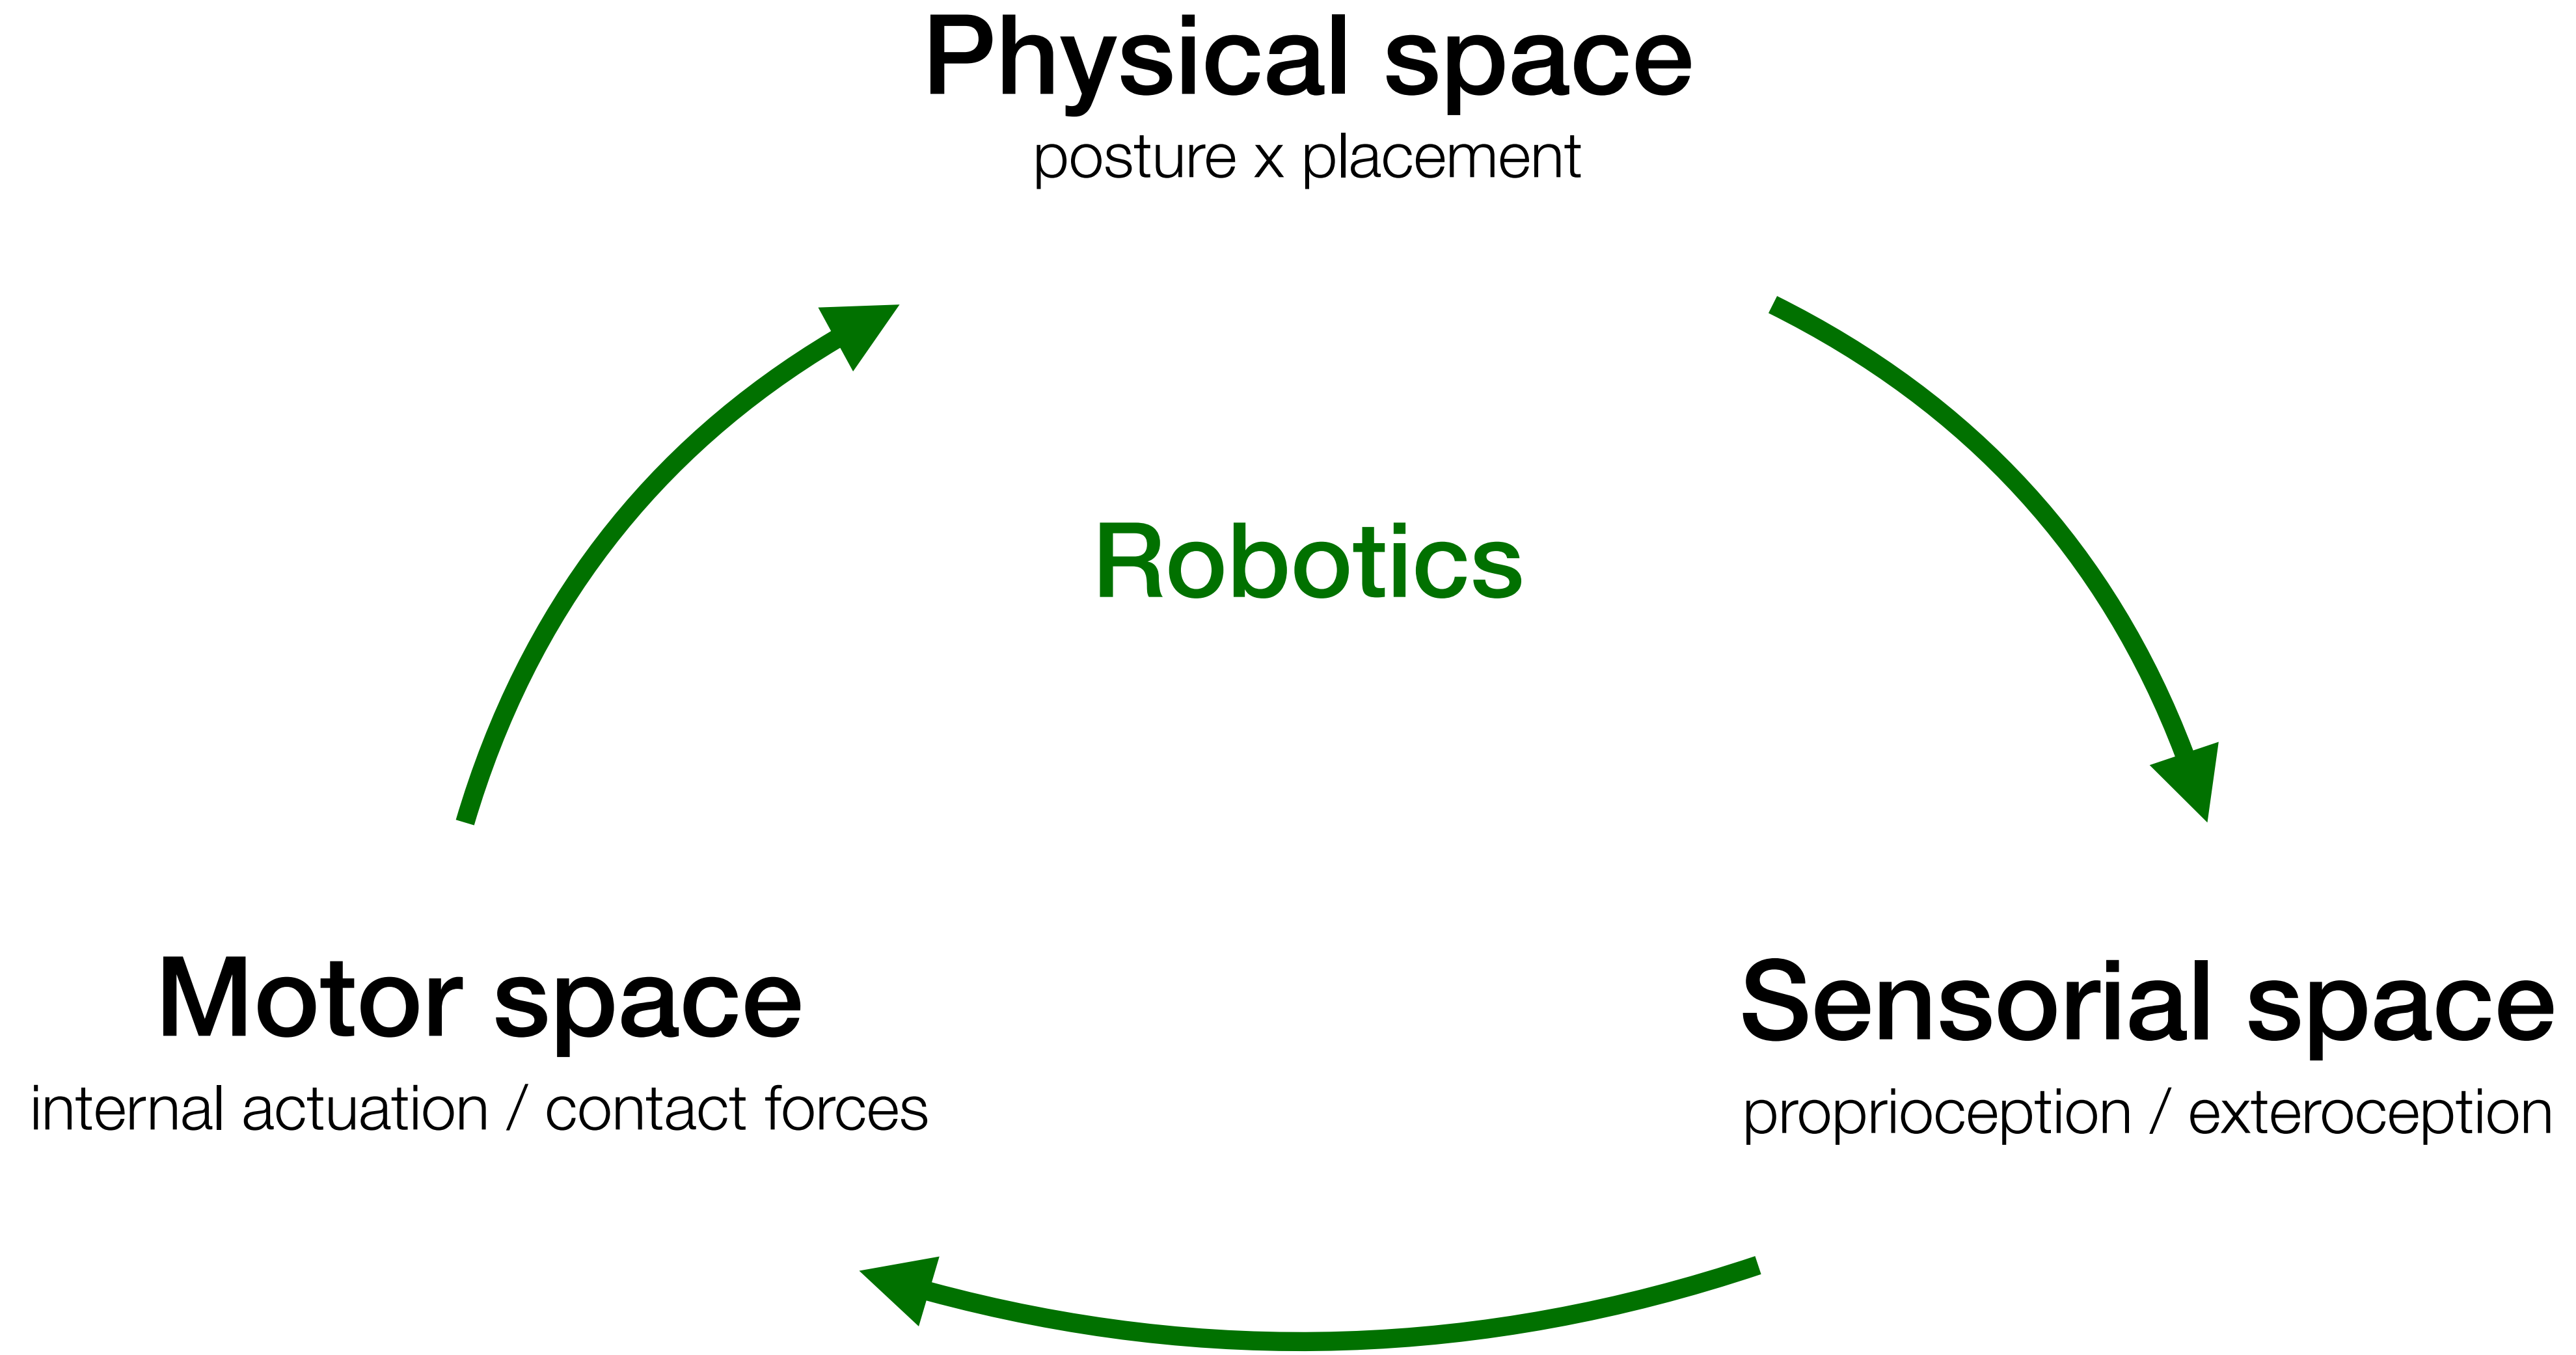 Physical space
posture x placement
Robotics
Motor space
internal actuation / contact forces
Sensorial space
proprioception / exteroception